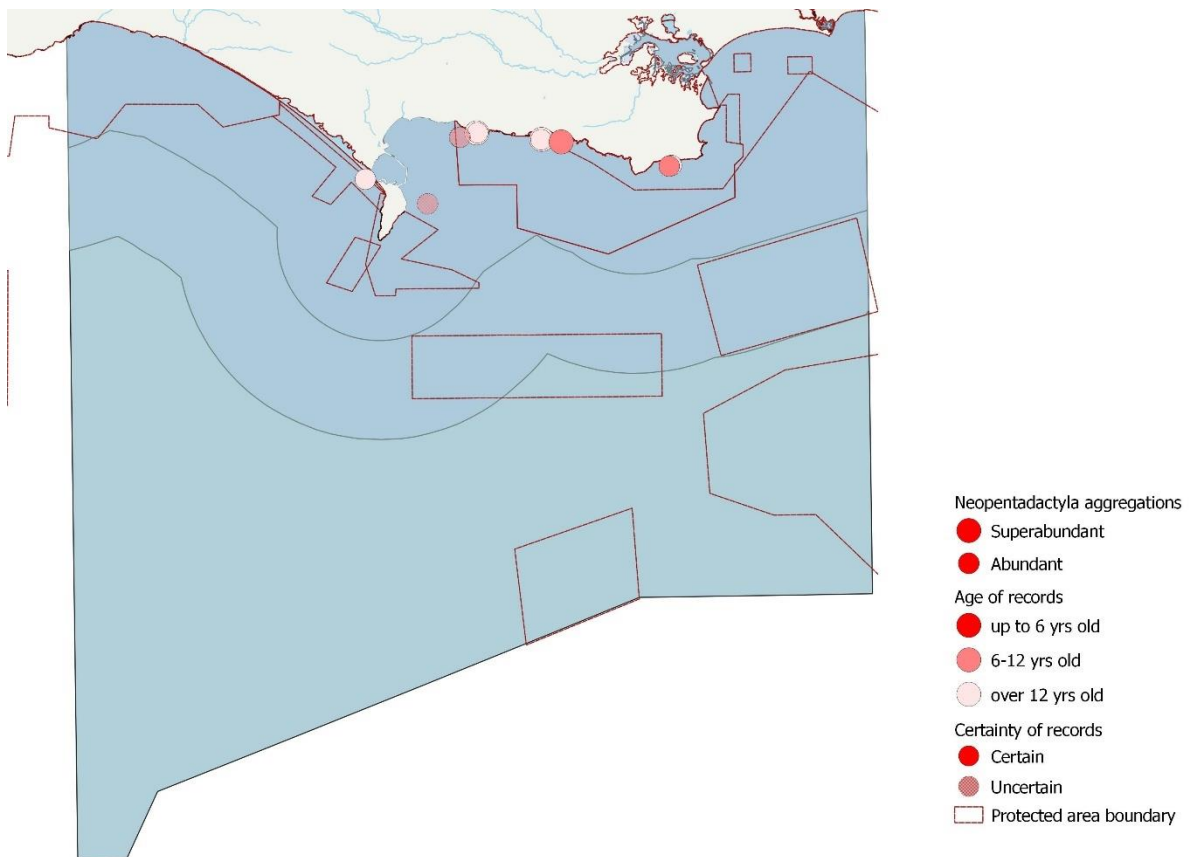 Neopentadactyla aggregations
Superabundant
Abundant
Age of records
up to 6 yrs old
6-12 yrs old
over 12 yrs old
Certainty of records
Certain
Uncertain
Protected area boundary